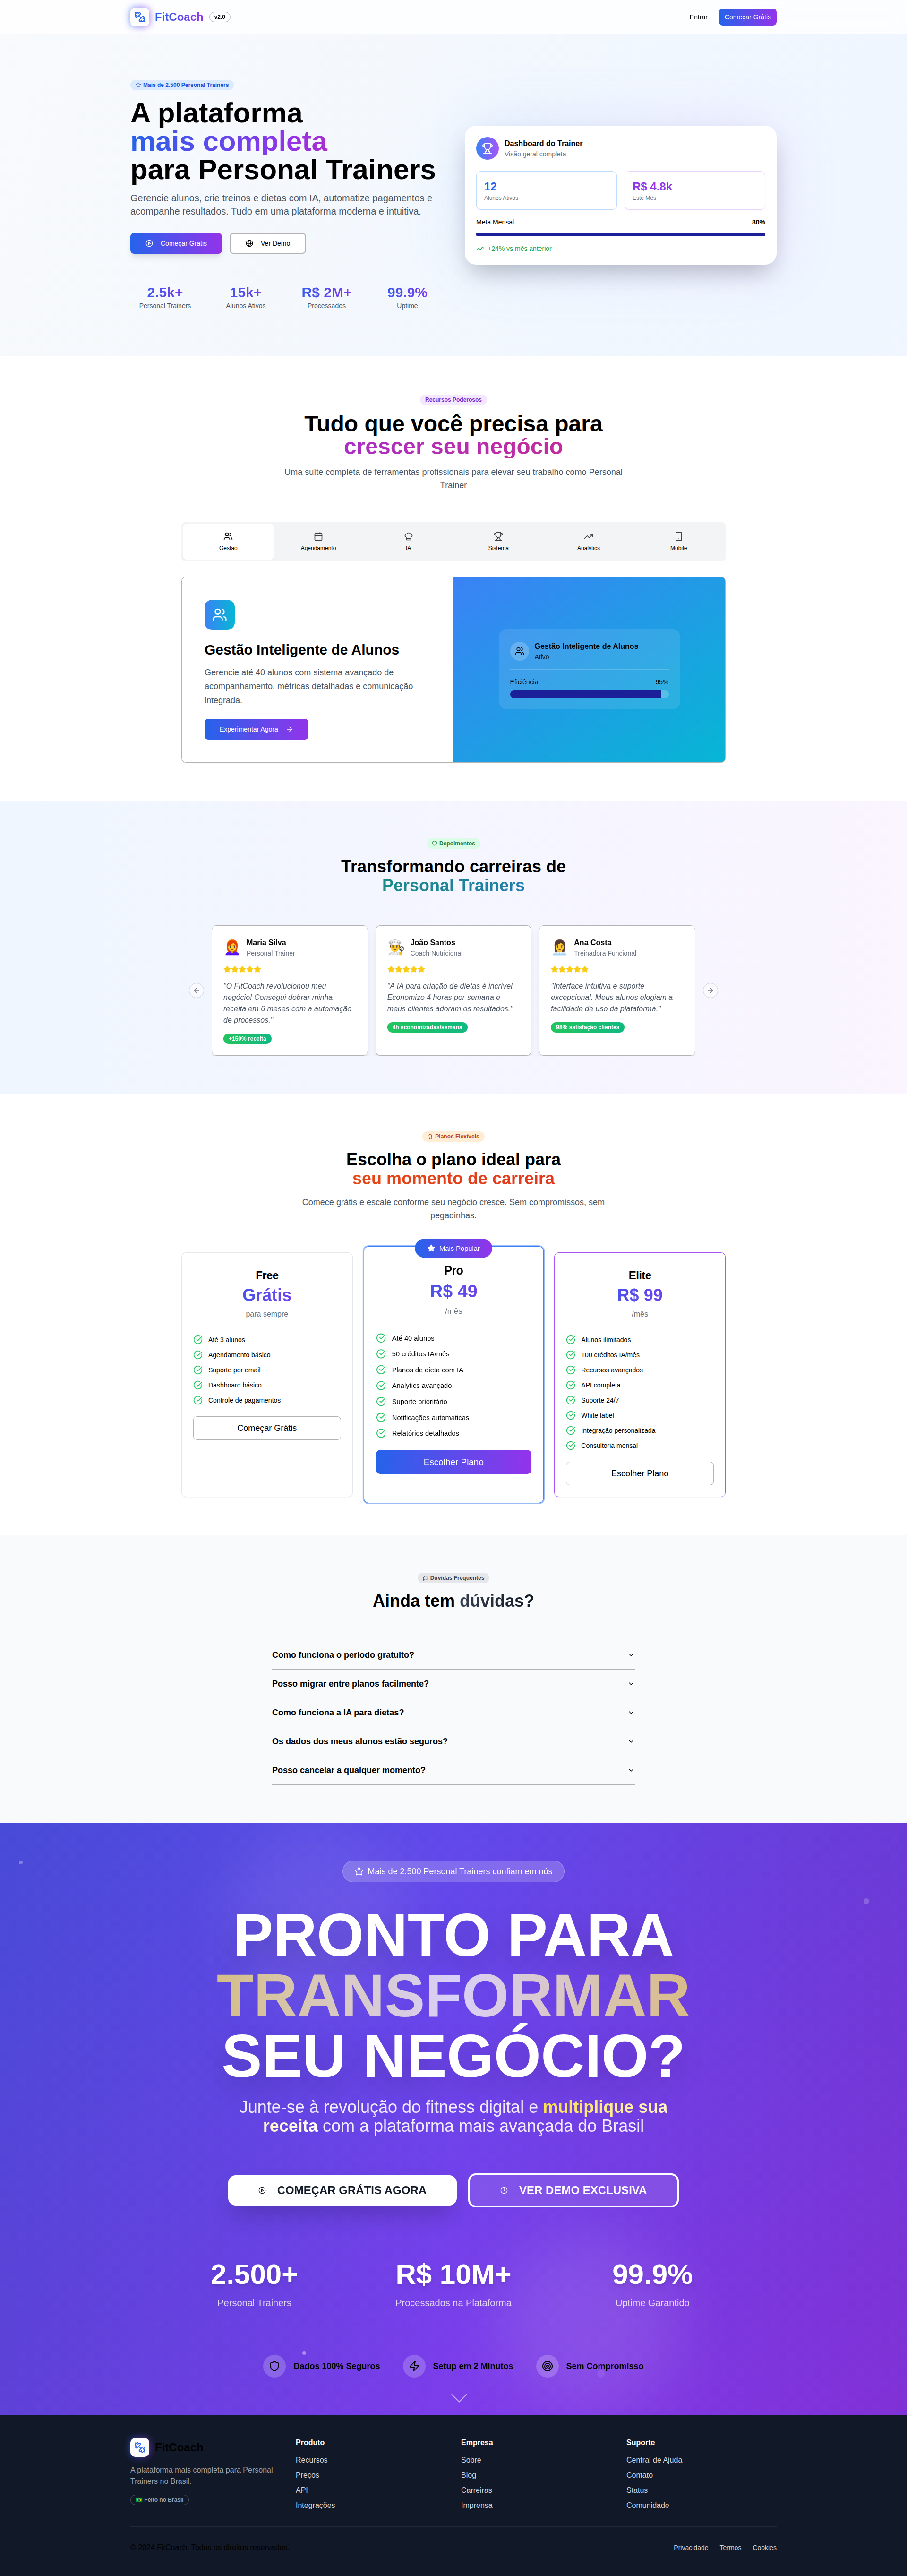 FitCoach
v2.0
Entrar
Começar Grátis
Mais de 2.500 Personal Trainers
A plataforma
mais completa
para Personal Trainers
Gerencie alunos, crie treinos e dietas com IA, automatize pagamentos e
acompanhe resultados. Tudo em uma plataforma moderna e intuitiva.
Começar Grátis
Ver Demo
2.5k+
Personal Trainers
15k+
Alunos Ativos
R$ 2M+
Processados
99.9%
Uptime
Dashboard do Trainer
Visão geral completa
12
Alunos Ativos
R$ 4.8k
Este Mês
Meta Mensal
80%
+24% vs mês anterior
Recursos Poderosos
Tudo que você precisa para
crescer seu negócio
Uma suíte completa de ferramentas profissionais para elevar seu trabalho como Personal
Trainer
Gestão
Agendamento
IA
Sistema
Analytics
Mobile
Gestão Inteligente de Alunos
Gerencie até 40 alunos com sistema avançado de
acompanhamento, métricas detalhadas e comunicação
integrada.
Experimentar Agora
Gestão Inteligente de Alunos
Ativo
Eficiência
95%
Depoimentos
Transformando carreiras de
Personal Trainers
Maria Silva
Personal Trainer
"O FitCoach revolucionou meu
negócio! Consegui dobrar minha
receita em 6 meses com a automação
de processos."
+150% receita
João Santos
Coach Nutricional
"A IA para criação de dietas é incrível.
Economizo 4 horas por semana e
meus clientes adoram os resultados."
4h economizadas/semana
Ana Costa
Treinadora Funcional
"Interface intuitiva e suporte
excepcional. Meus alunos elogiam a
facilidade de uso da plataforma."
98% satisfação clientes
Planos Flexíveis
Escolha o plano ideal para
seu momento de carreira
Comece grátis e escale conforme seu negócio cresce. Sem compromissos, sem
pegadinhas.
Free
Grátis
para sempre
Até 3 alunos
Agendamento básico
Suporte por email
Dashboard básico
Controle de pagamentos
Começar Grátis
Mais Popular
Pro
R$ 49
/mês
Até 40 alunos
50 créditos IA/mês
Planos de dieta com IA
Analytics avançado
Suporte prioritário
Notificações automáticas
Relatórios detalhados
Escolher Plano
Elite
R$ 99
/mês
Alunos ilimitados
100 créditos IA/mês
Recursos avançados
API completa
Suporte 24/7
White label
Integração personalizada
Consultoria mensal
Escolher Plano
Dúvidas Frequentes
Ainda tem dúvidas?
Como funciona o período gratuito?
Posso migrar entre planos facilmente?
Como funciona a IA para dietas?
Os dados dos meus alunos estão seguros?
Posso cancelar a qualquer momento?
Mais de 2.500 Personal Trainers confiam em nós
PRONTO PARA
TRANSFORMAR
SEU NEGÓCIO?
Junte-se à revolução do fitness digital e multiplique sua
receita com a plataforma mais avançada do Brasil
COMEÇAR GRÁTIS AGORA
VER DEMO EXCLUSIVA
2.500+
Personal Trainers
R$ 10M+
Processados na Plataforma
99.9%
Uptime Garantido
Dados 100% Seguros
Setup em 2 Minutos
Sem Compromisso
FitCoach
A plataforma mais completa para Personal
Trainers no Brasil.
Feito no Brasil
Produto
Recursos
Preços
API
Integrações
Empresa
Sobre
Blog
Carreiras
Imprensa
Suporte
Central de Ajuda
Contato
Status
Comunidade
© 2024 FitCoach. Todos os direitos reservados.
Privacidade
Termos
Cookies